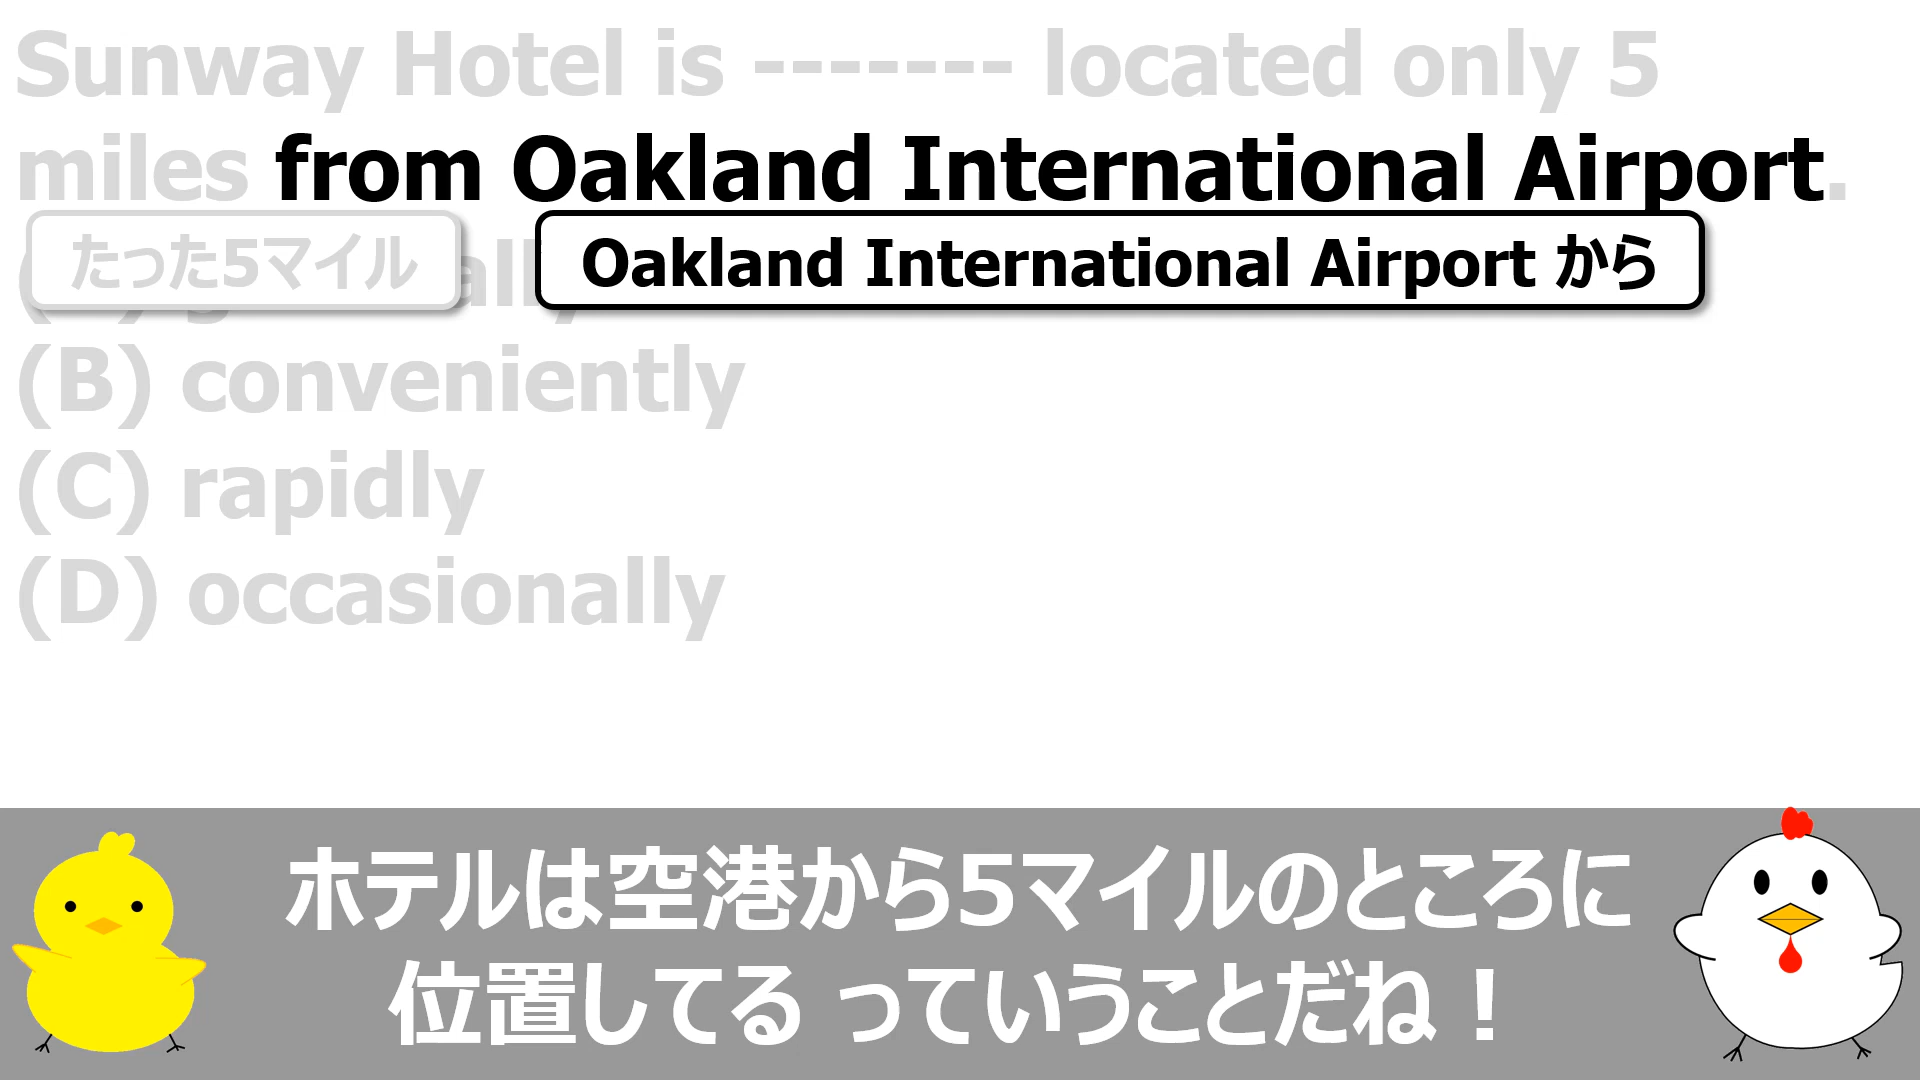 Sunway Hotel is ------- located only 5
miles from Oakland International Airport.
たった5マイル
Oakland International Airport から
(B) conveniently
(C) rapidly
(D) occasionally
ホテルは空港から5マイルのところに
位置してる っていうことだね！